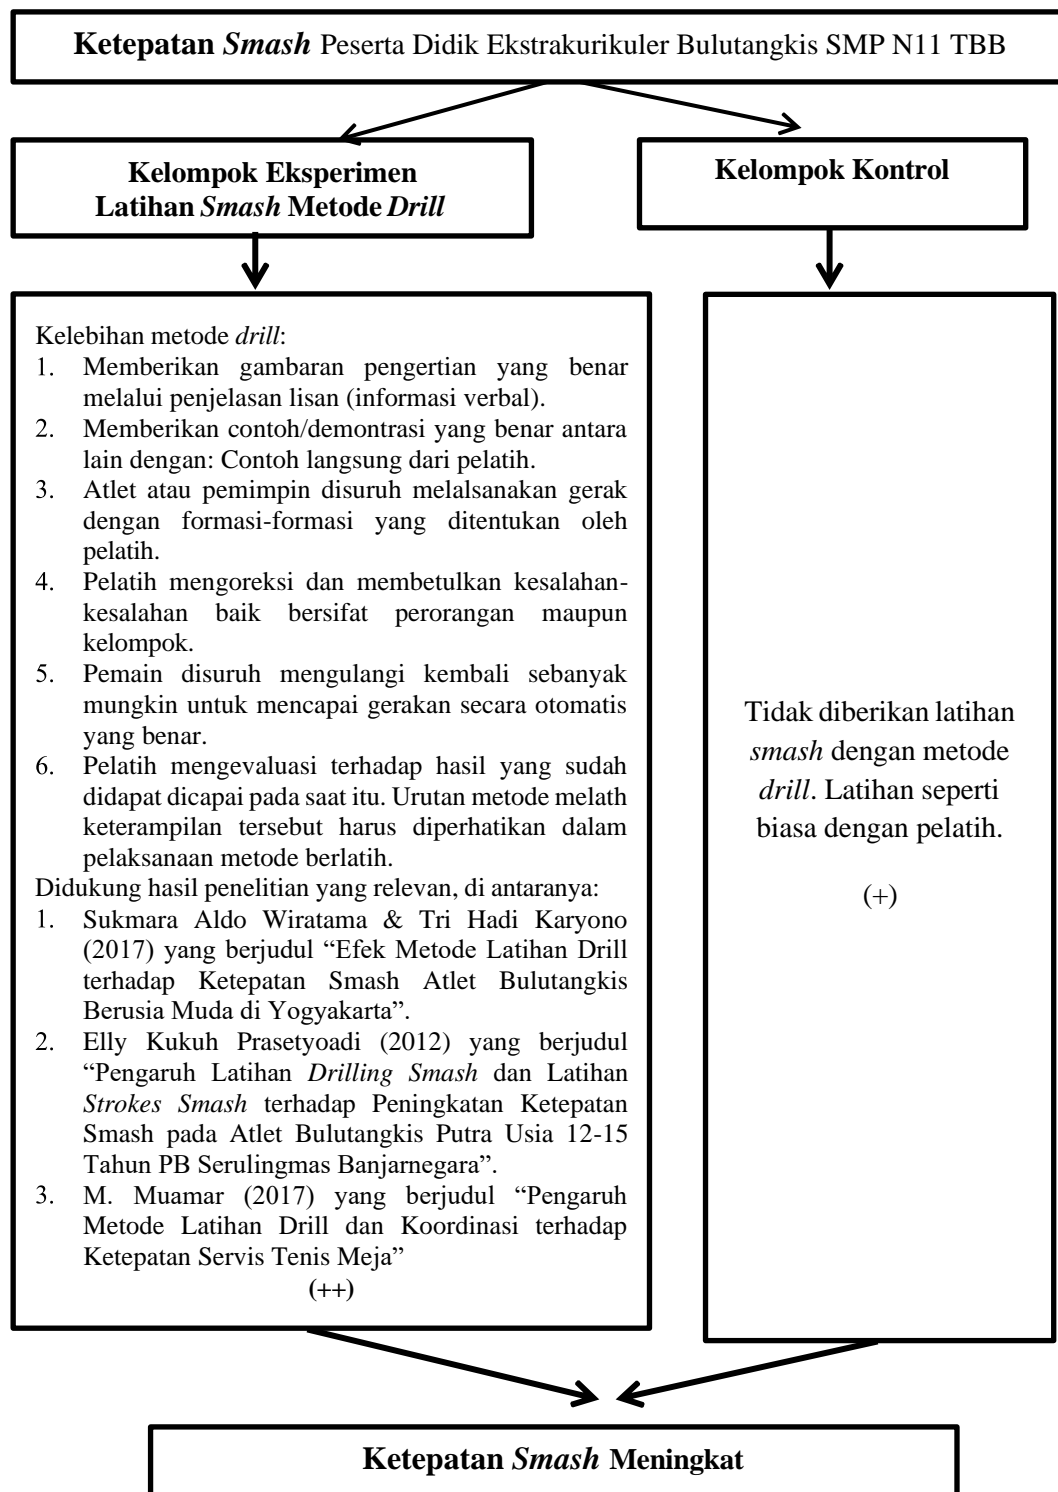 Ketepatan Smash Peserta Didik Ekstrakurikuler Bulutangkis SMP N11 TBB
Kelompok Eksperimen
Latihan Smash Metode Drill
Kelompok Kontrol
Kelebihan metode drill:
1. Memberikan gambaran pengertian yang benar
melalui penjelasan lisan (informasi verbal).
2. Memberikan contoh/demontrasi yang benar antara
lain dengan: Contoh langsung dari pelatih.
3. Atlet atau pemimpin disuruh melalsanakan gerak
dengan formasi-formasi yang ditentukan oleh
pelatih.
4. Pelatih mengoreksi dan membetulkan kesalahan-
kesalahan baik bersifat perorangan maupun
kelompok.
5. Pemain disuruh mengulangi kembali sebanyak
mungkin untuk mencapai gerakan secara otomatis
yang benar.
6. Pelatih mengevaluasi terhadap hasil yang sudah
didapat dicapai pada saat itu. Urutan metode melath
keterampilan tersebut harus diperhatikan dalam
pelaksanaan metode berlatih.
Didukung hasil penelitian yang relevan, di antaranya:
1. Sukmara Aldo Wiratama & Tri Hadi Karyono
(2017) yang berjudul “Efek Metode Latihan Drill
terhadap Ketepatan Smash Atlet Bulutangkis
Berusia Muda di Yogyakarta”.
2. Elly Kukuh Prasetyoadi (2012) yang berjudul
“Pengaruh Latihan Drilling Smash dan Latihan
Strokes Smash terhadap Peningkatan Ketepatan
Smash pada Atlet Bulutangkis Putra Usia 12-15
Tahun PB Serulingmas Banjarnegara”.
3. M. Muamar (2017) yang berjudul “Pengaruh
Metode Latihan Drill dan Koordinasi terhadap
Ketepatan Servis Tenis Meja”
(++)
Tidak diberikan latihan
smash dengan metode
drill. Latihan seperti
biasa dengan pelatih.
(+)
Ketepatan Smash Meningkat